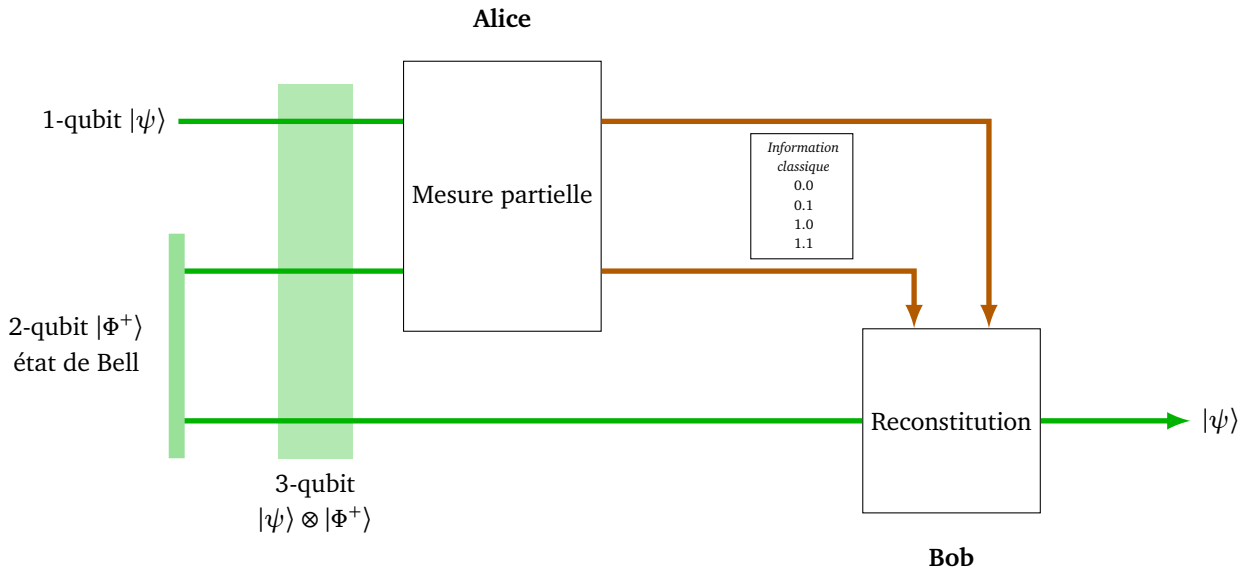 Alice
1-qubit |ψ⟩
Mesure partielle
Information
classique
0.0
0.1
1.0
1.1
2-qubit |Φ⁺⟩
état de Bell
Reconstitution
|ψ⟩
3-qubit
|ψ⟩ ⊗ |Φ⁺⟩
Bob